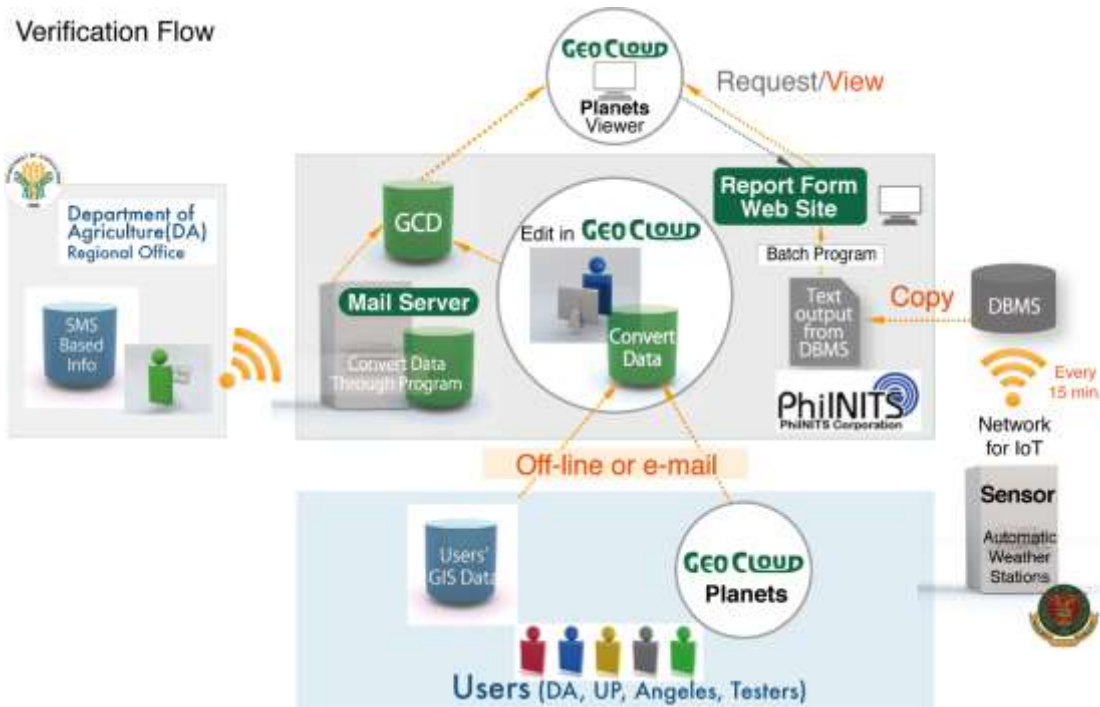 Verification Flow
GEO CLOUD
Planets
Viewer
Request/View
Department of
Agriculture(DA)
Regional Office
SMS
Based
Info
GCD
Mail Server
Convert Data
Through Program
Edit in GEO CLOUD
Convert
Data
Report Form
Web Site
Batch Program
Text
output
from
DBMS
Copy
DBMS
PhilNITS
PhilNITS Corporation
Every
15 min.
Network
for IoT
Sensor
Automatic
Weather
Stations
Off-line or e-mail
Users'
GIS Data
GEO CLOUD
Planets
Users (DA, UP, Angeles, Testers)